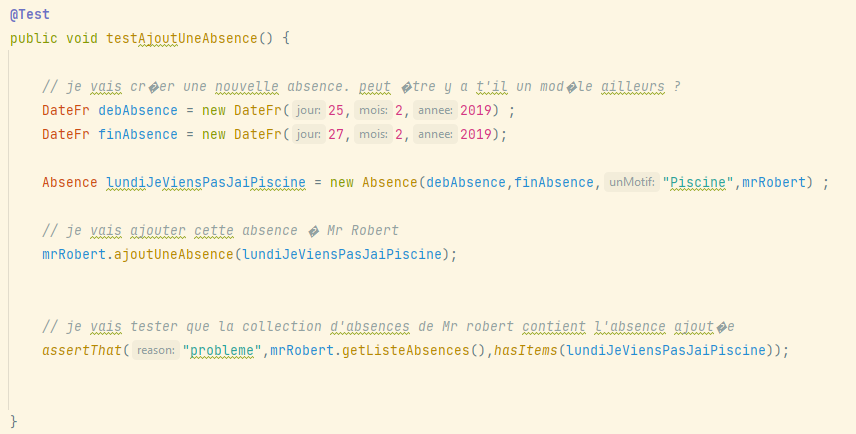 @Test
public void testAjoutUneAbsence() {
// je vais cr�er une nouvelle absence. peut �tre y a t'il un mod�le ailleurs ?
DateFr debAbsence = new DateFr( jour: 25, mois: 2, annee: 2019) ;
DateFr finAbsence = new DateFr( jour: 27, mois: 2, annee: 2019);
Absence lundiJeViensPasJaiPiscine = new Absence(debAbsence,finAbsence, unMotif: "Piscine",mrRobert) ;
// je vais ajouter cette absence � Mr Robert
mrRobert.ajoutUneAbsence(lundiJeViensPasJaiPiscine);
// je vais tester que la collection d'absences de Mr robert contient l'absence ajout�e
assertThat( reason: "probleme",mrRobert.getListeAbsences(),hasItems(lundiJeViensPasJaiPiscine));
}